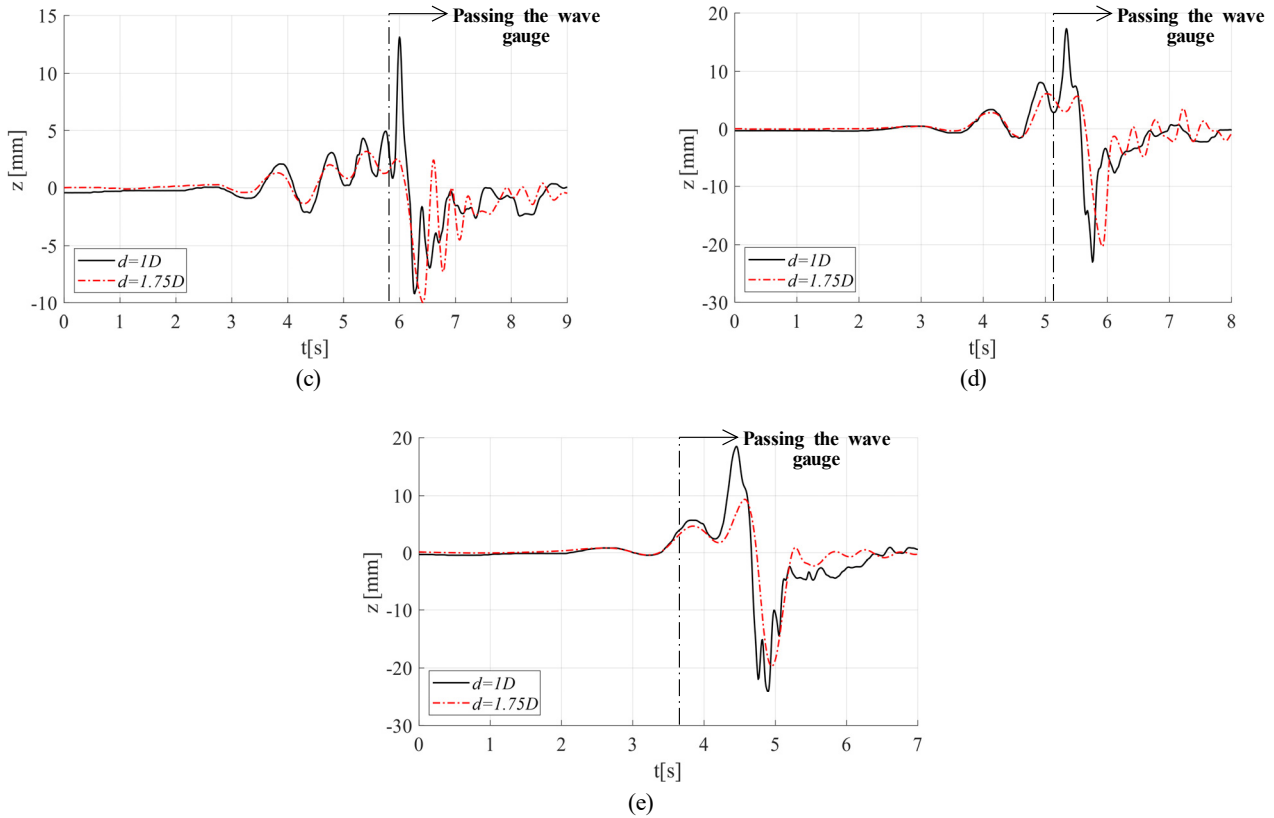 Passing the wave
gauge
15
10
5
0
-5
-10
z [mm]
d=1D
d=1.75D
0 1 2 3 4 5 6 7 8 9
t[s]
(c)
Passing the wave
gauge
20
10
0
-10
-20
-30
z [mm]
d=1D
d=1.75D
0 1 2 3 4 5 6 7 8
t[s]
(d)
Passing the wave
gauge
20
10
0
-10
-20
-30
z [mm]
d=1D
d=1.75D
0 1 2 3 4 5 6 7
t[s]
(e)